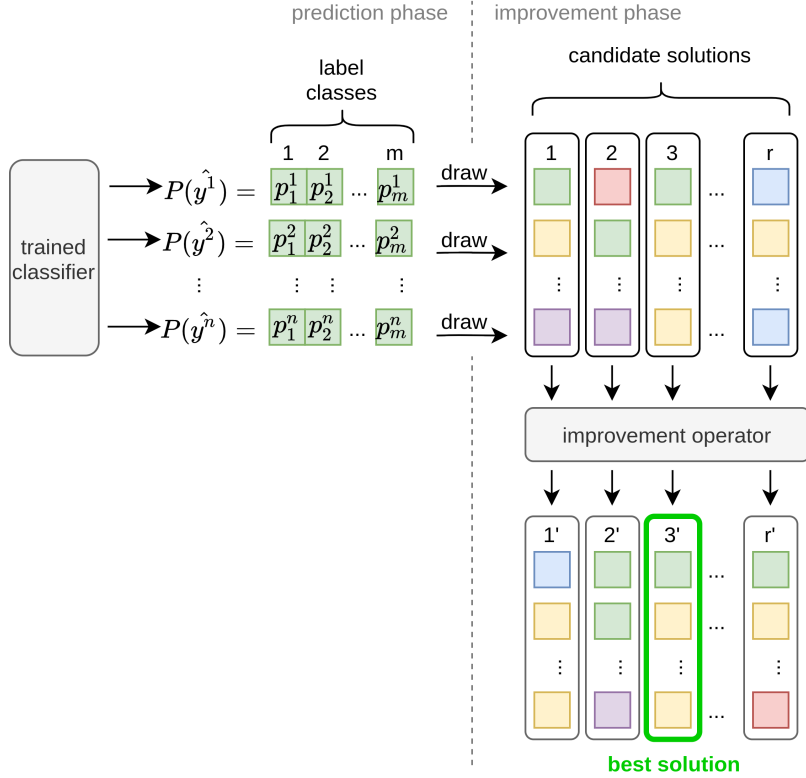 prediction phase
improvement phase
label
classes
candidate solutions
1 2 m
1 2 3 r
trained
classifier
P(ŷ¹) = p₁¹ p₂¹ ... pₘ¹
draw
...
P(ŷ²) = p₁² p₂² ... pₘ²
draw
...
⋮ ⋮ ⋮ ⋮ ⋮ ⋮ ⋮ ⋮
P(ŷⁿ) = p₁ⁿ p₂ⁿ ... pₘⁿ
draw
...
improvement operator
1' 2' 3' r'
...
...
⋮ ⋮ ⋮ ⋮
...
best solution